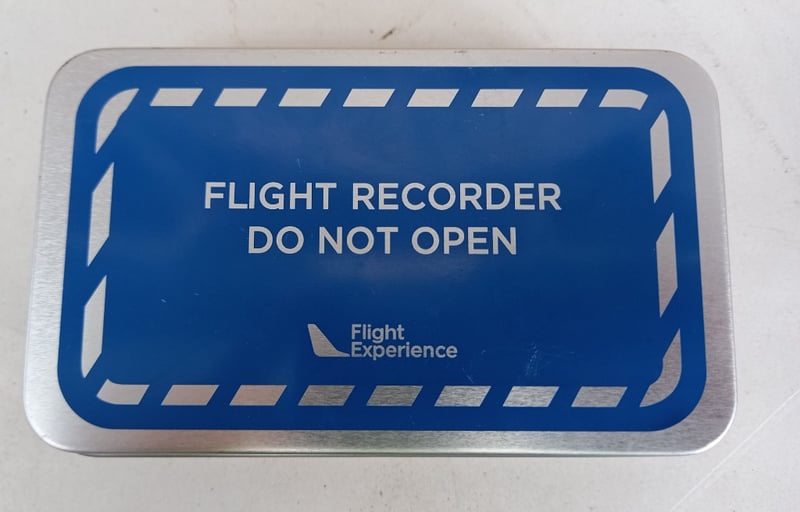 FLIGHT RECORDER
DO NOT OPEN
Flight
Experience